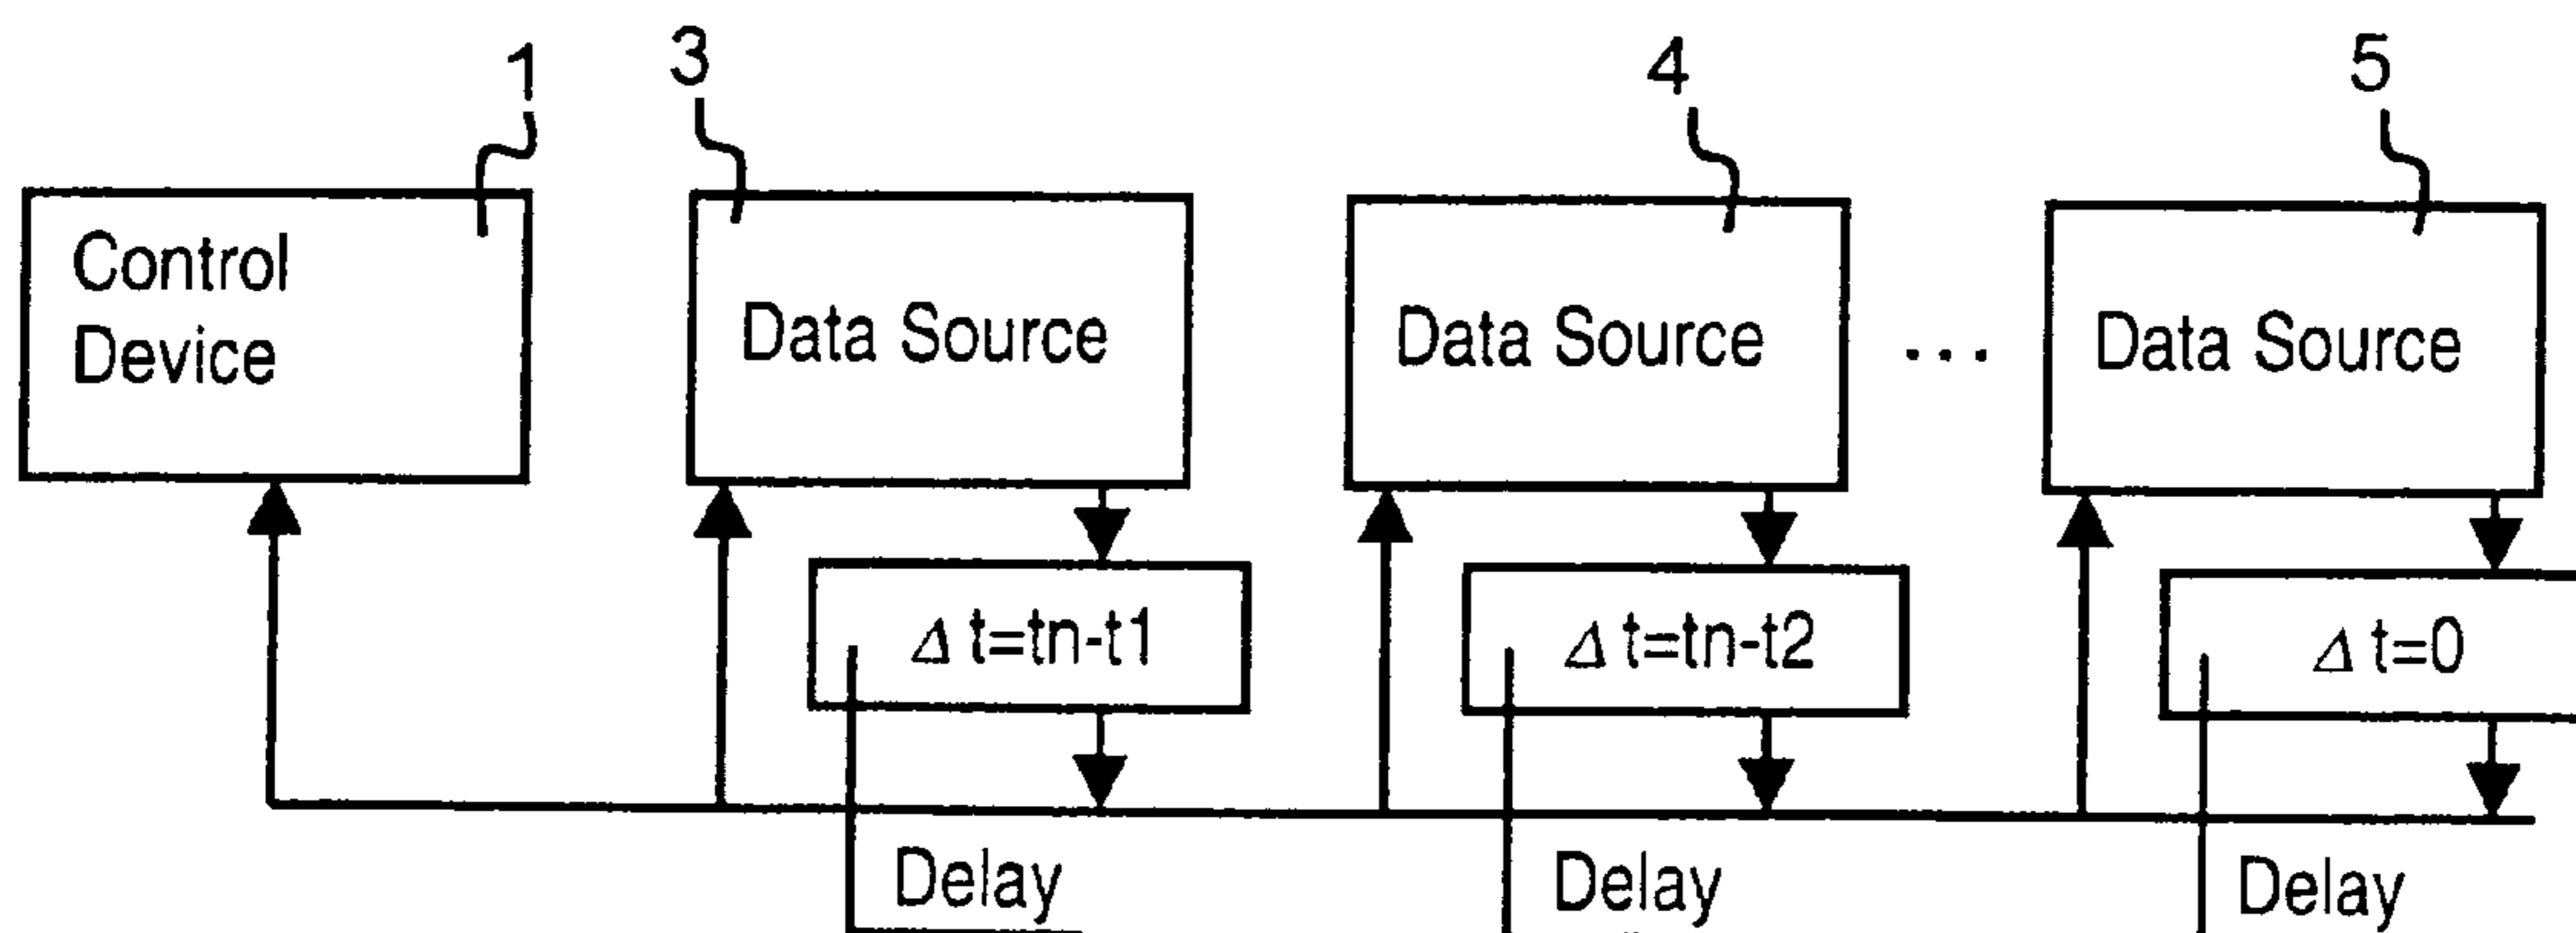 1
3
4
5
Control
Device
Data Source
Data Source
...
Data Source
Δ t=tn-t1
Δ t=tn-t2
Δ t=0
Delay
Delay
Delay